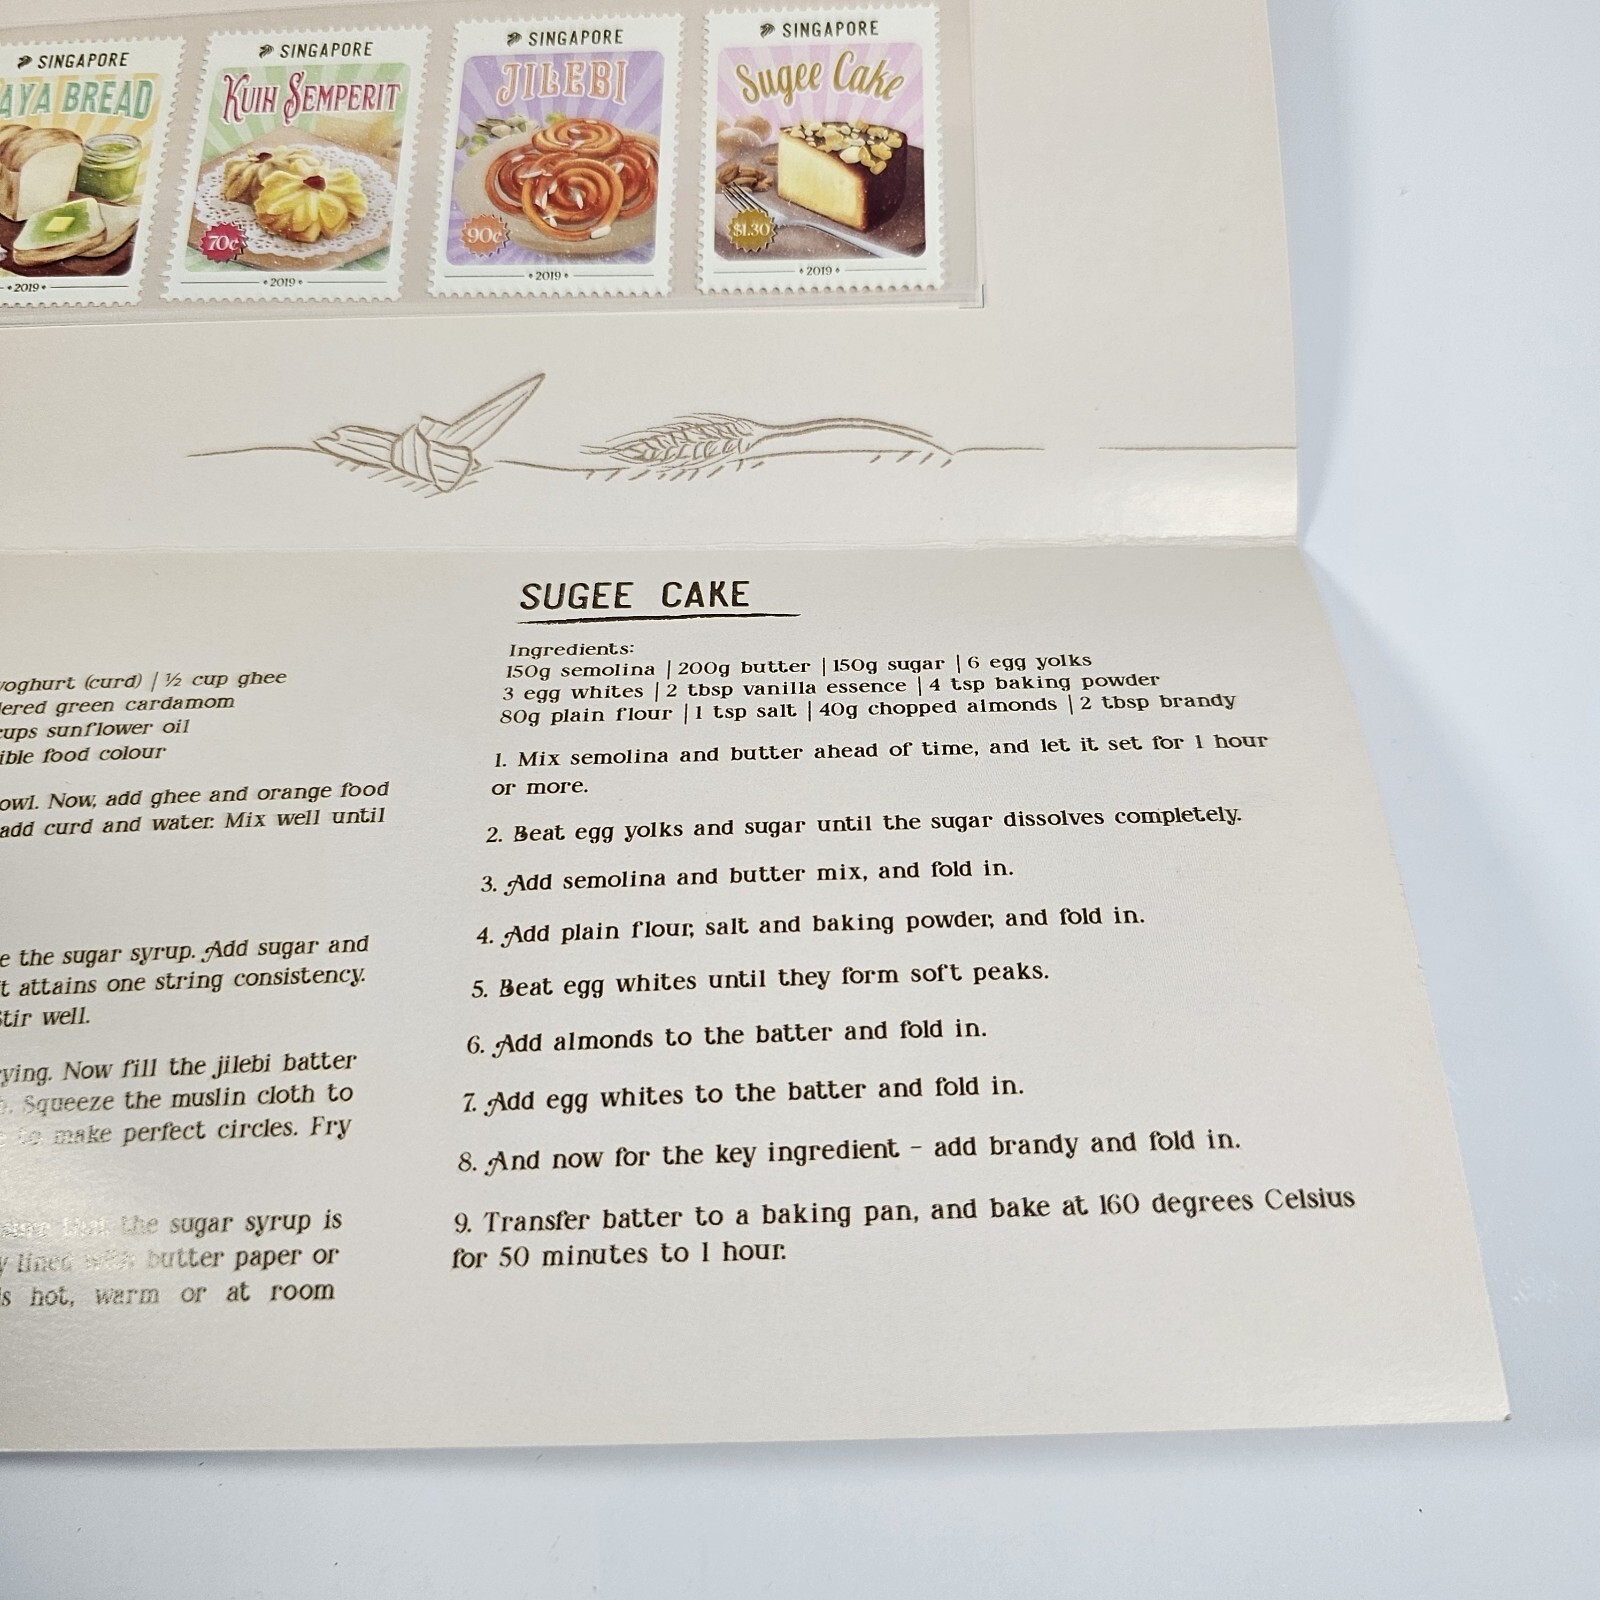 SINGAPORE
AYA BREAD
2019
SINGAPORE
KUIH SEMPERIT
70c
2019
SINGAPORE
JILEBI
90c
2019
SINGAPORE
Sugee Cake
$1.30
2019
yoghurt (curd) | ½ cup ghee
ered green cardamom
cups sunflower oil
ible food colour
owl. Now, add ghee and orange food
add curd and water. Mix well until
e the sugar syrup. Add sugar and
t attains one string consistency.
Stir well.
ying. Now fill the jilebi batter
Squeeze the muslin cloth to
to make perfect circles. Fry
that the sugar syrup is
lined with butter paper or
s hot, warm or at room
SUGEE CAKE
Ingredients:
150g semolina | 200g butter | 150g sugar | 6 egg yolks
3 egg whites | 2 tbsp vanilla essence | 4 tsp baking powder
80g plain flour | 1 tsp salt | 40g chopped almonds | 2 tbsp brandy
1. Mix semolina and butter ahead of time, and let it set for 1 hour
or more.
2. Beat egg yolks and sugar until the sugar dissolves completely.
3. Add semolina and butter mix, and fold in.
4. Add plain flour, salt and baking powder, and fold in.
5. Beat egg whites until they form soft peaks.
6. Add almonds to the batter and fold in.
7. Add egg whites to the batter and fold in.
8. And now for the key ingredient – add brandy and fold in.
9. Transfer batter to a baking pan, and bake at 160 degrees Celsius
for 50 minutes to 1 hour.